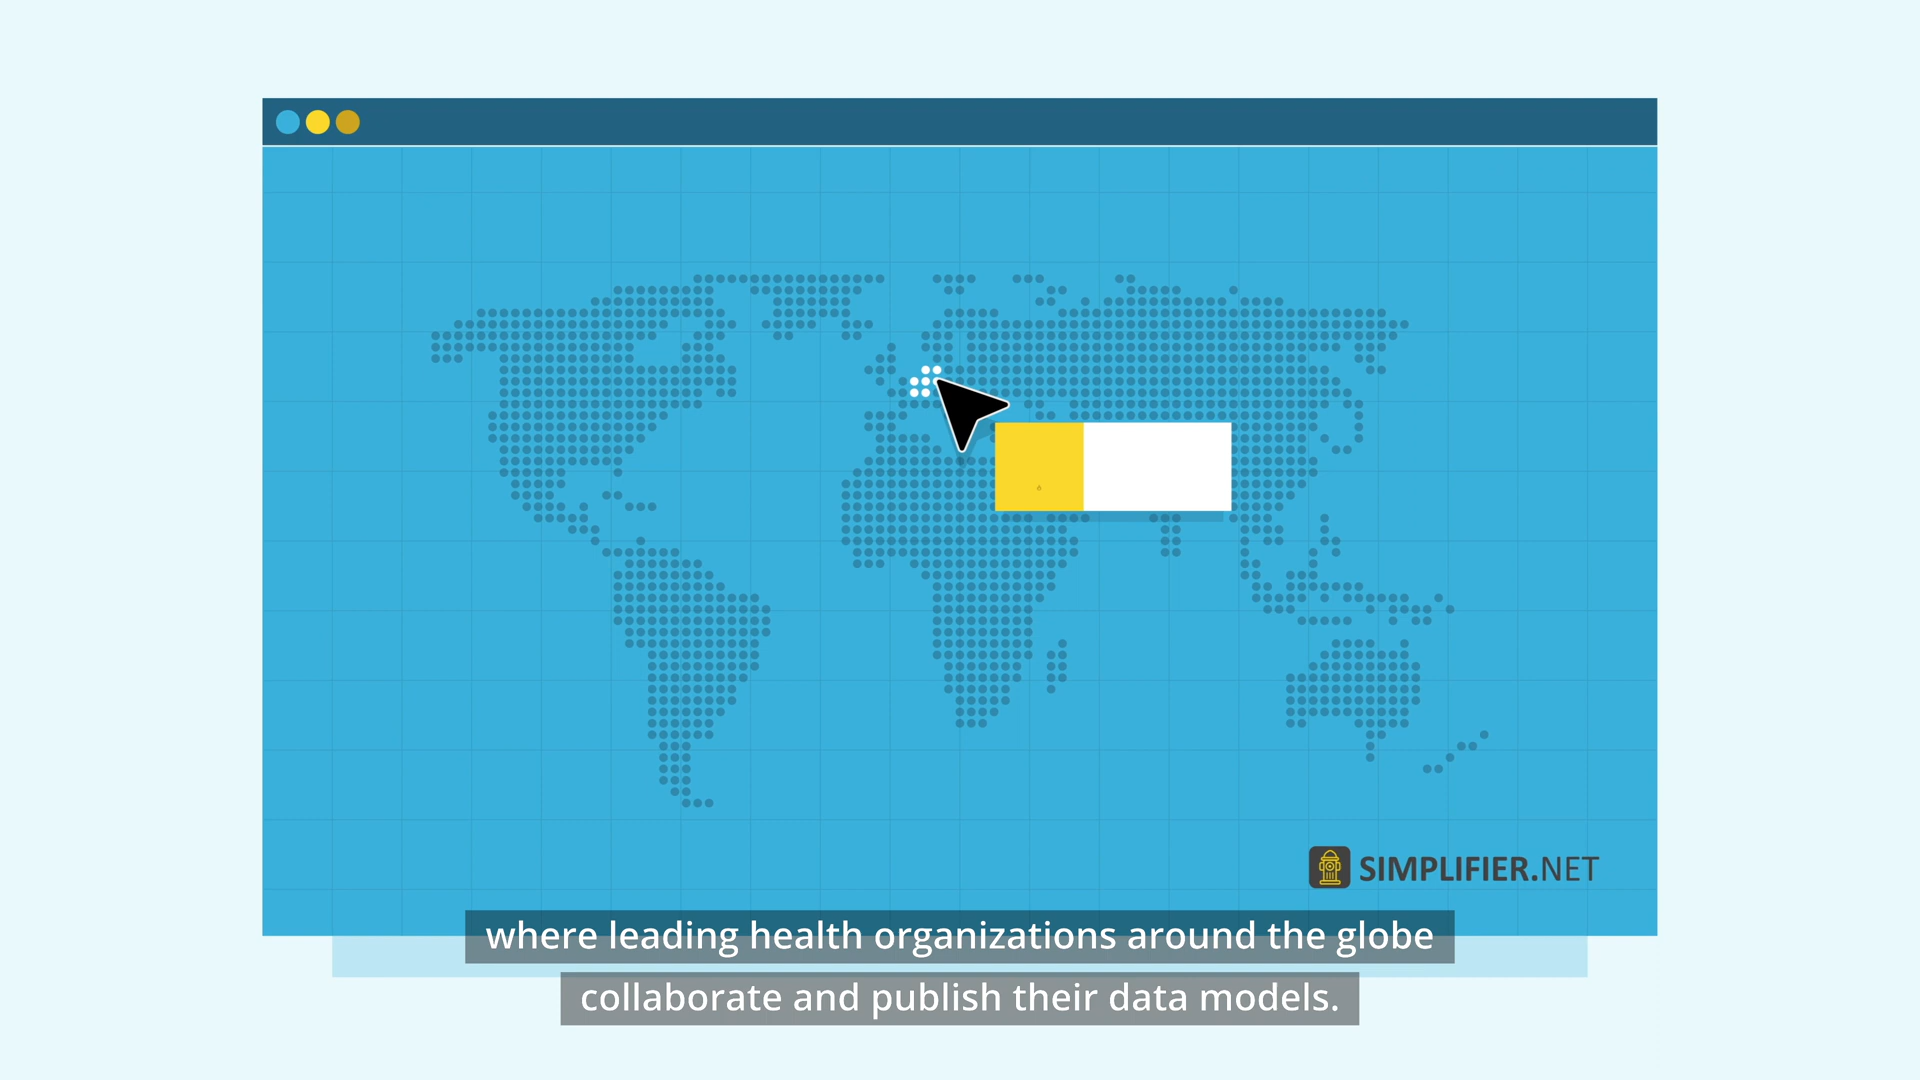 SIMPLIFIER.NET
where leading health organizations around the globe
collaborate and publish their data models.